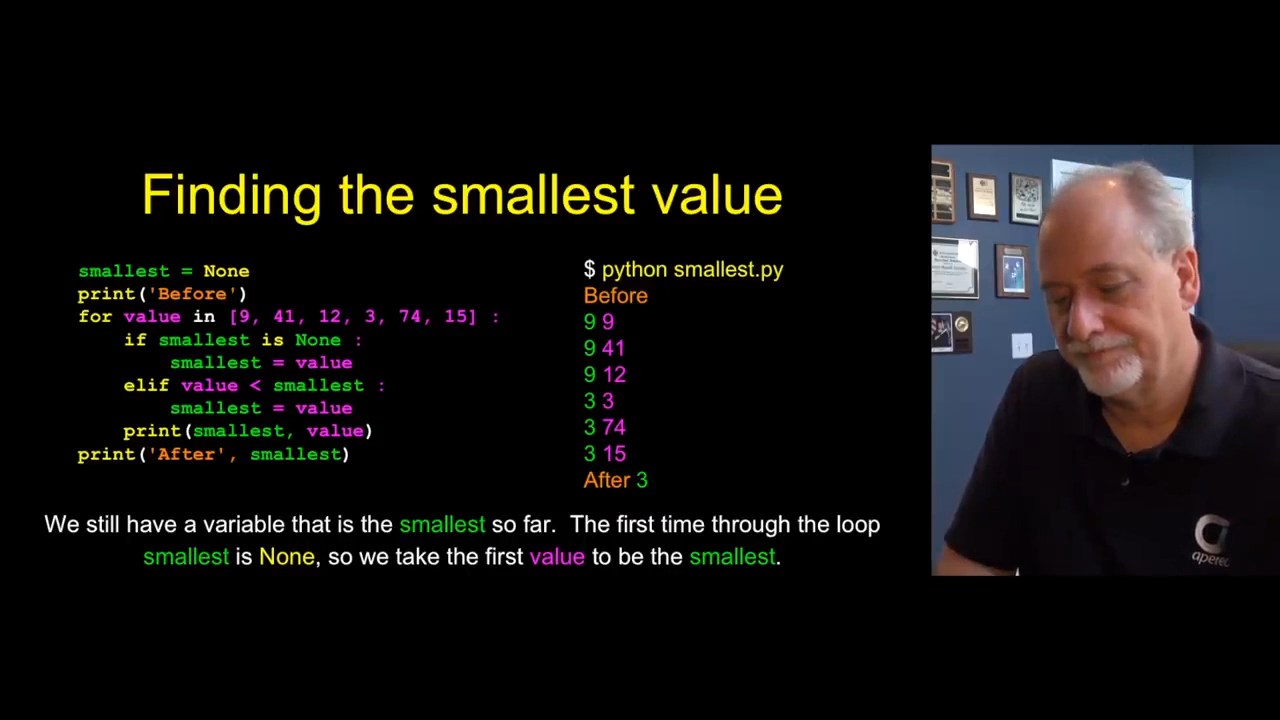 Finding the smallest value
smallest = None
print('Before')
for value in [9, 41, 12, 3, 74, 15] :
    if smallest is None :
        smallest = value
    elif value < smallest :
        smallest = value
    print(smallest, value)
print('After', smallest)
$ python smallest.py
Before
9 9
9 41
9 12
3 3
3 74
3 15
After 3
We still have a variable that is the smallest so far.  The first time through the loop
smallest is None, so we take the first value to be the smallest.